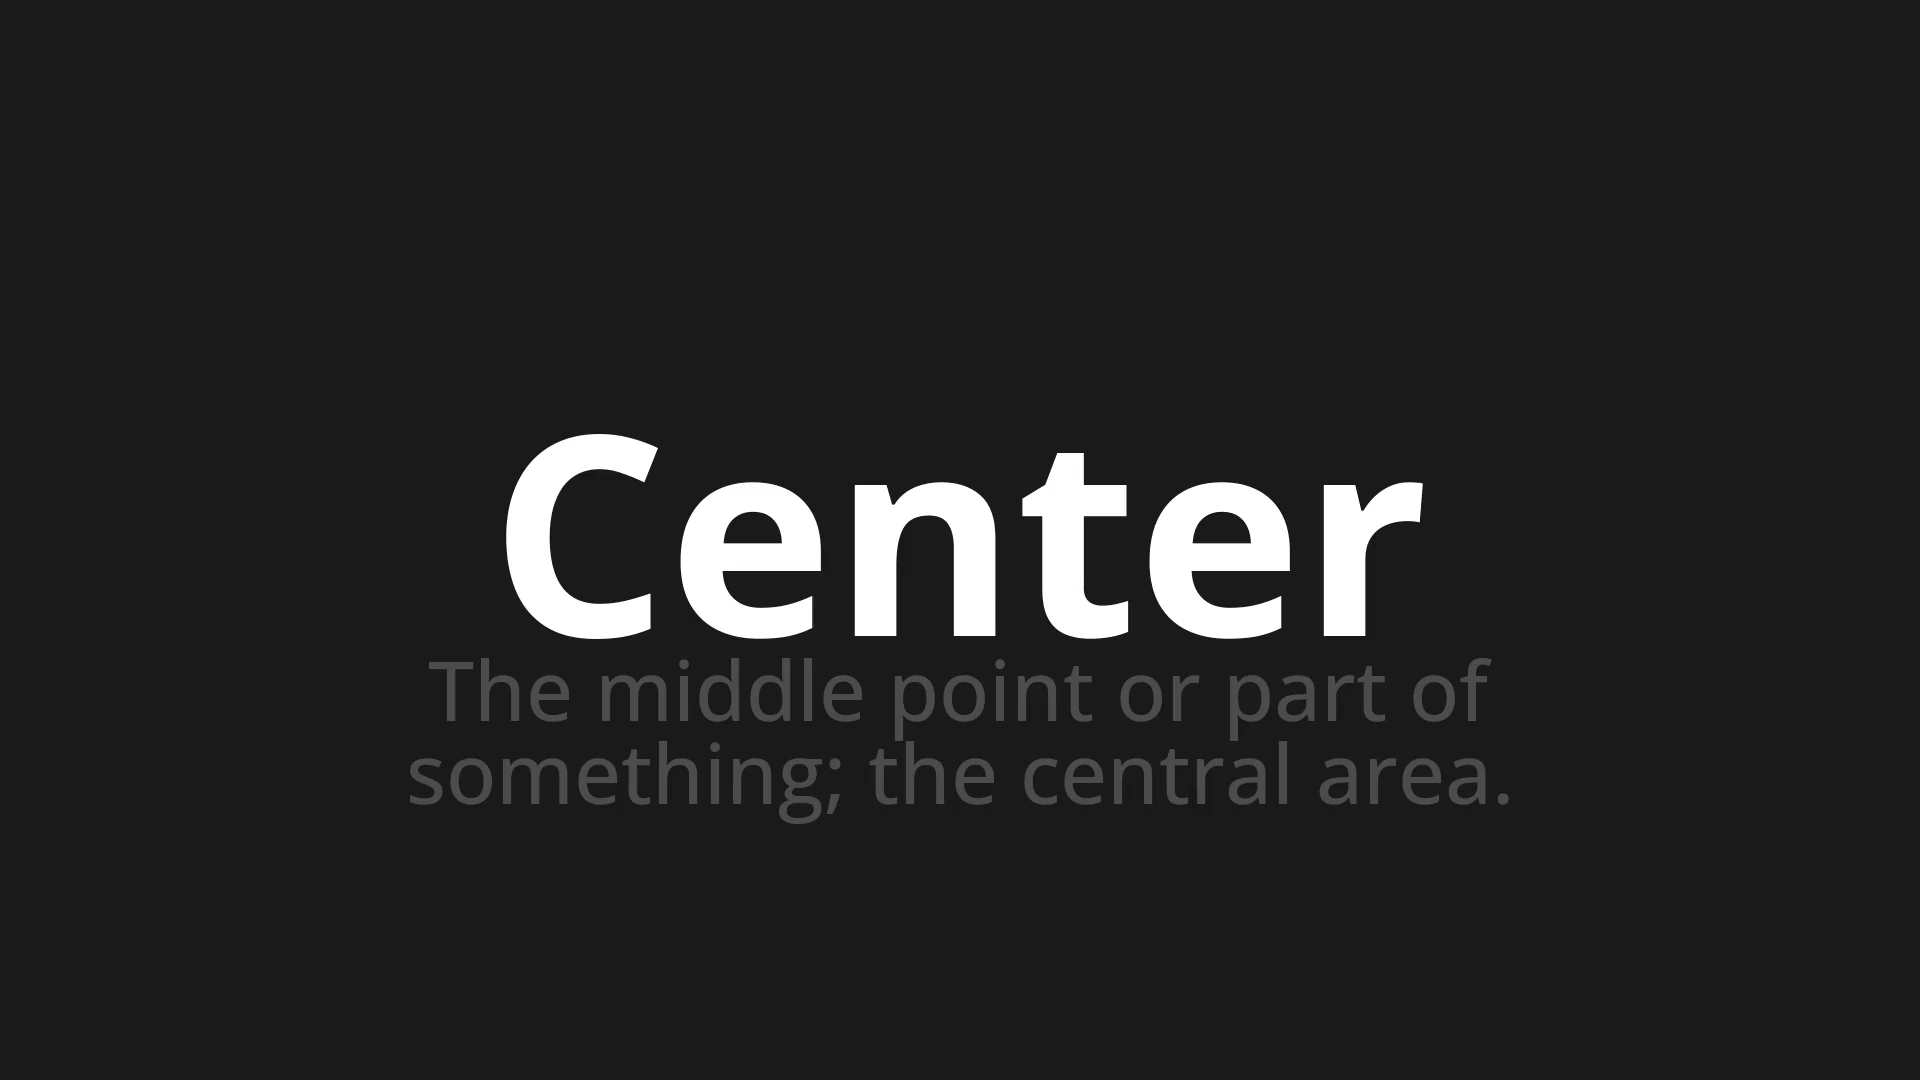 Center
The middle point or part of
something; the central area.